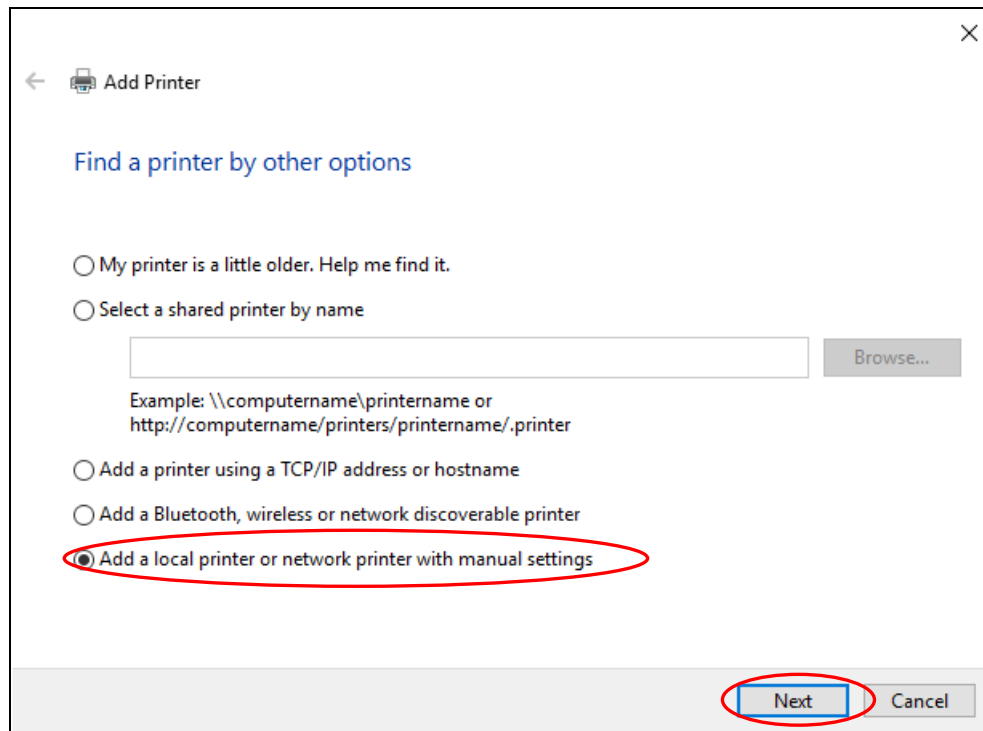 Add Printer
Find a printer by other options
My printer is a little older. Help me find it.
Select a shared printer by name
Browse...
Example: \\computername\printername or
http://computername/printers/printername/.printer
Add a printer using a TCP/IP address or hostname
Add a Bluetooth, wireless or network discoverable printer
Add a local printer or network printer with manual settings
Next
Cancel